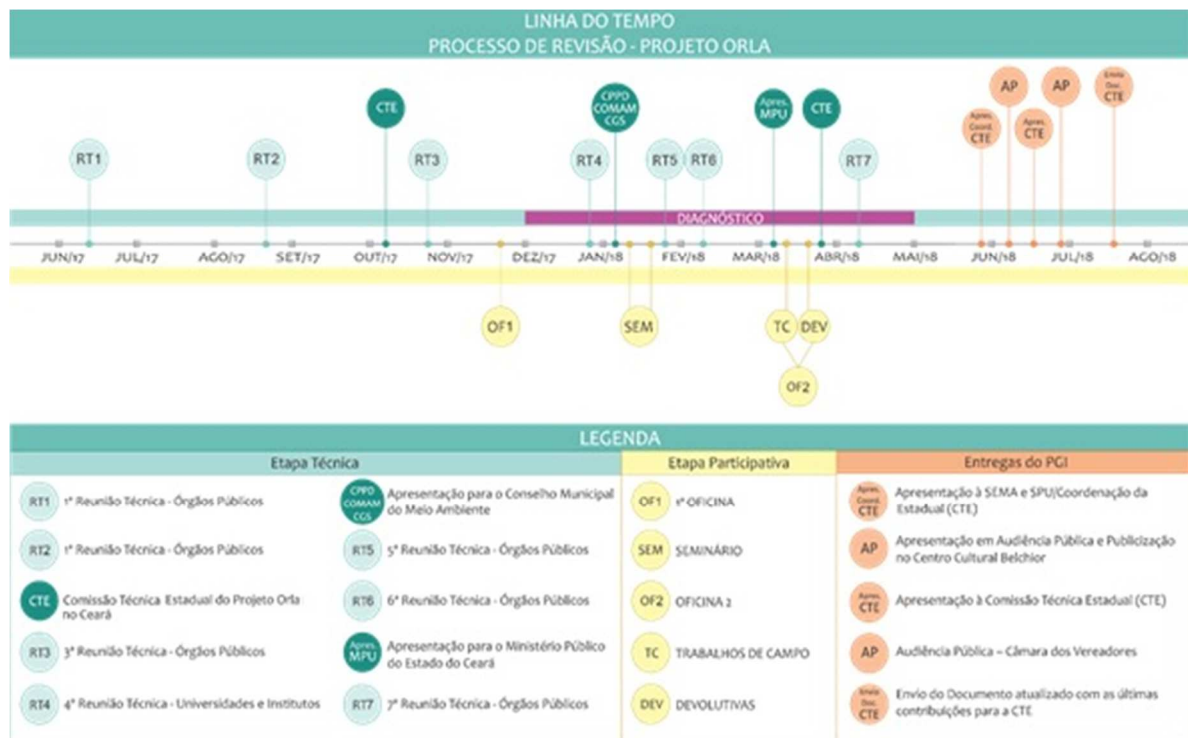 LINHA DO TEMPO
PROCESSO DE REVISÃO - PROJETO ORLA
CTE
CPPD
COMAM
CGS
Apres.
MPU
CTE
Apres.
Coord.
CTE
AP
Apres.
CTE
AP
Envio
Doc.
CTE
RT1
RT2
RT3
RT4
RT5
RT6
RT7
DIAGNÓSTICO
JUN/17 JUL/17 AGO/17 SET/17 OUT/17 NOV/17 DEZ/17 JAN/18 FEV/18 MAR/18 ABR/18 MAI/18 JUN/18 JUL/18 AGO/18
OF1
SEM
TC
DEV
OF2
LEGENDA
Etapa Técnica
RT1 1ª Reunião Técnica - Órgãos Públicos
RT2 1ª Reunião Técnica - Órgãos Públicos
CTE Comissão Técnica Estadual do Projeto Orla
no Ceará
RT3 3ª Reunião Técnica - Órgãos Públicos
RT4 4ª Reunião Técnica - Universidades e Institutos
CPPD
COMAM
CGS
Apresentação para o Conselho Municipal
do Meio Ambiente
RT5 5ª Reunião Técnica - Órgãos Públicos
RT6 6ª Reunião Técnica - Órgãos Públicos
Apres.
MPU
Apresentação para o Ministério Público
do Estado do Ceará
RT7 7ª Reunião Técnica - Órgãos Públicos
Etapa Participativa
OF1 1ª OFICINA
SEM SEMINÁRIO
OF2 OFICINA 2
TC TRABALHOS DE CAMPO
DEV DEVOLUTIVAS
Entregas do PGI
Apres.
Coord.
CTE
Apresentação à SEMA e SPU/Coordenação da
Estadual (CTE)
AP Apresentação em Audiência Pública e Publicização
no Centro Cultural Belchior
Apres.
CTE
Apresentação à Comissão Técnica Estadual (CTE)
AP Audiência Pública – Câmara dos Vereadores
Envio
Doc.
CTE
Envio do Documento atualizado com as últimas
contribuições para a CTE